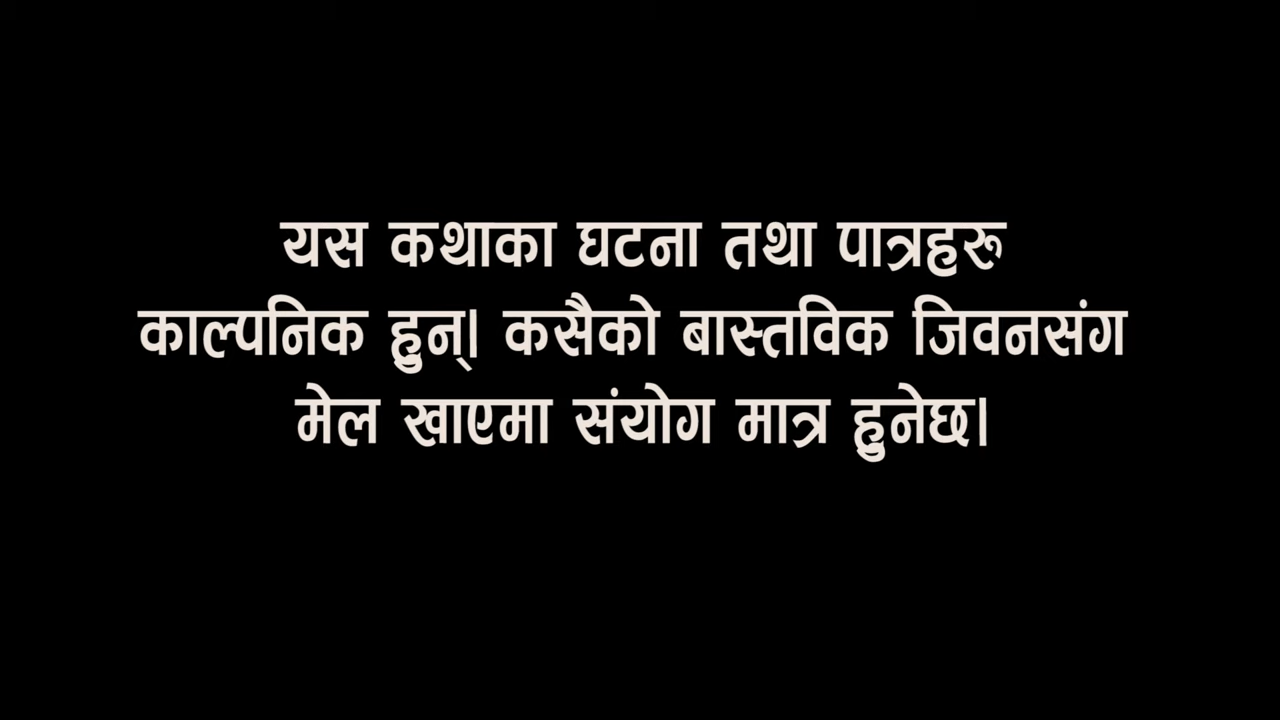 यस कथाका घटना तथा पात्रहरू
काल्पनिक हुन्। कसैको बास्तविक जिवनसंग
मेल खाएमा संयोग मात्र हुनेछ।